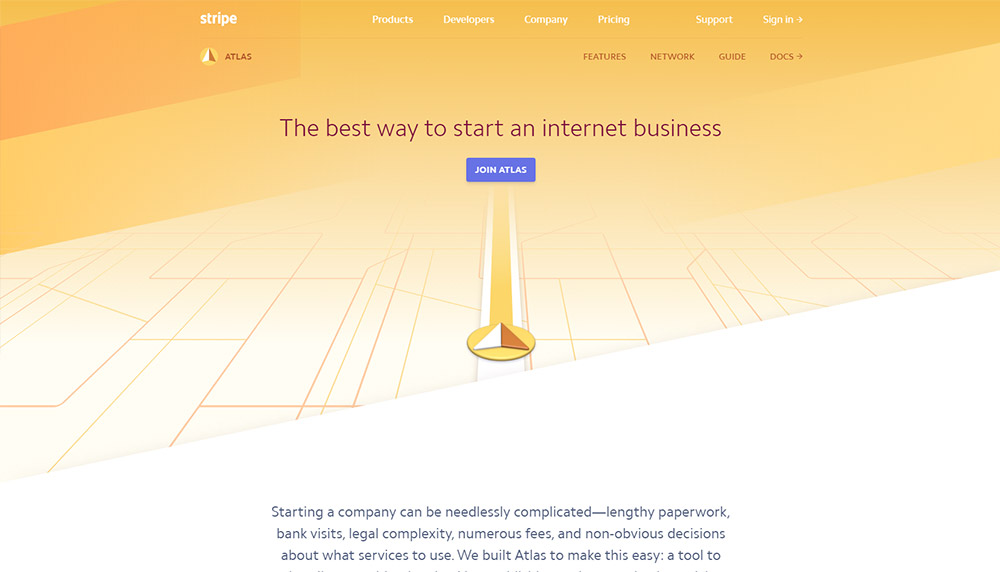 stripe Products Developers Company Pricing Support Sign in →
ATLAS FEATURES NETWORK GUIDE DOCS →
The best way to start an internet business
JOIN ATLAS
Starting a company can be needlessly complicated—lengthy paperwork,
bank visits, legal complexity, numerous fees, and non-obvious decisions
about what services to use. We built Atlas to make this easy: a tool to